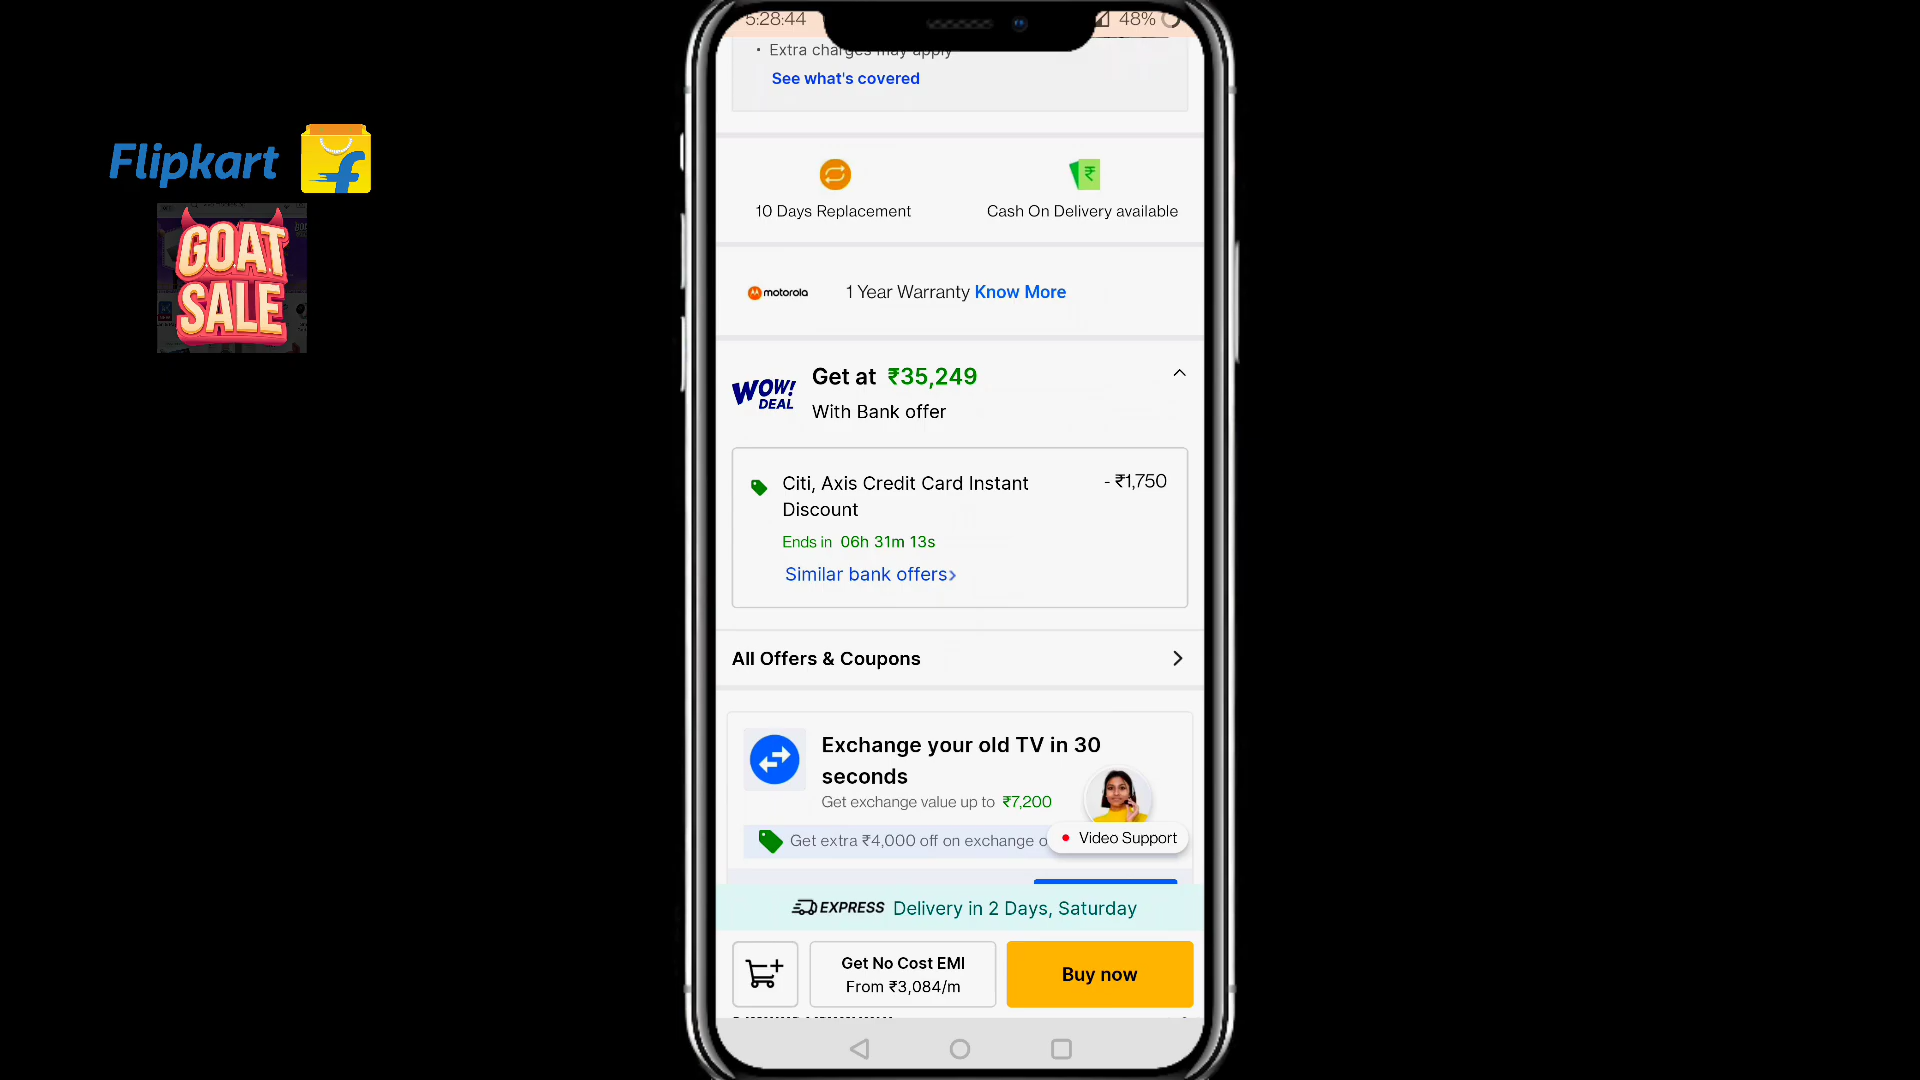 5:28:44
48%
• Extra charges may apply
See what's covered
Flipkart
GOAT
SALE
10 Days Replacement
Cash On Delivery available
motorola
1 Year Warranty Know More
WOW!
DEAL
Get at ₹35,249
With Bank offer
Citi, Axis Credit Card Instant
Discount
- ₹1,750
Ends in 06h 31m 13s
Similar bank offers
All Offers & Coupons
Exchange your old TV in 30
seconds
Get exchange value up to ₹7,200
Get extra ₹4,000 off on exchange o
Video Support
EXPRESS Delivery in 2 Days, Saturday
Get No Cost EMI
From ₹3,084/m
Buy now